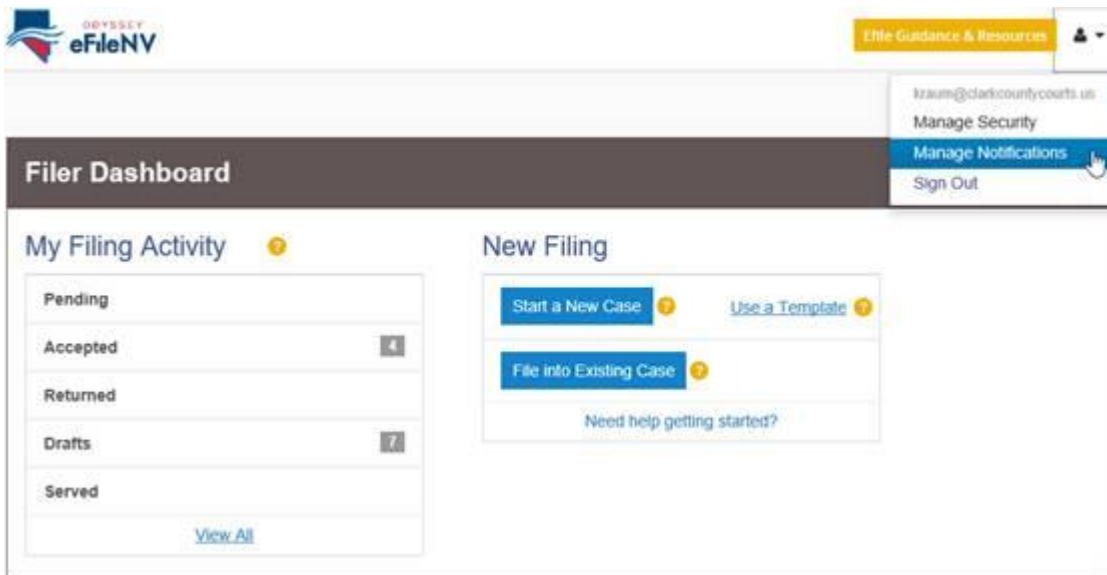 ODYSSEY
eFileNV
Efile Guidance & Resources
kraum@clarkcountycourts.us
Manage Security
Manage Notifications
Sign Out
Filer Dashboard
My Filing Activity ?
Pending
Accepted 4
Returned
Drafts 7
Served
View All
New Filing
Start a New Case ? Use a Template ?
File into Existing Case ?
Need help getting started?